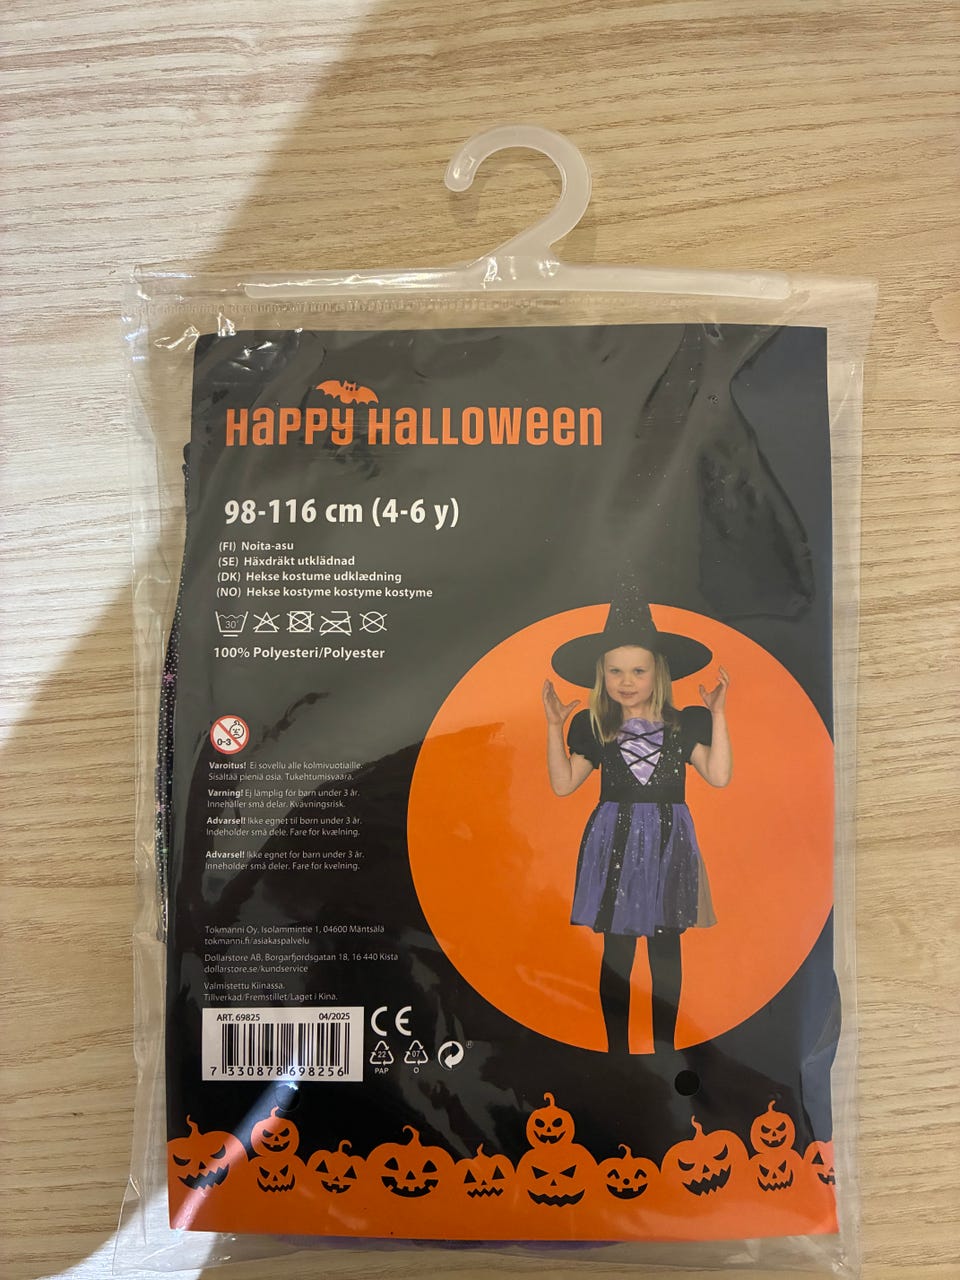 Happy Halloween
98-116 cm (4-6 y)
(FI) Noita-asu
(SE) Häxdräkt utklädnad
(DK) Hekse kostume udklædning
(NO) Hekse kostyme kostyme kostyme
30°
100% Polyesteri/Polyester
0-3
Varoitus! Ei sovellu alle kolmivuotiaille.
Sisältää pieniä osia. Tukehtumisvaara.
Varning! Ej lämplig för barn under 3 år.
Innehåller små delar. Kvävningsrisk.
Advarsel! Ikke egnet til børn under 3 år.
Indeholder små dele. Fare for kvælning.
Advarsel! Ikke egnet for barn under 3 år.
Inneholder små deler. Fare for kvelning.
Tokmanni Oy, Isolammintie 1, 04600 Mäntsälä
tokmanni.fi/asiakaspalvelu
Dollarstore AB, Borgarfjordsgatan 18, 16 440 Kista
dollarstore.se/kundservice
Valmistettu Kiinassa.
Tillverkad/Fremstillet/Laget i Kina.
ART. 69825 04/2025
7 330878 698256
CE
22
PAP
07
O
®